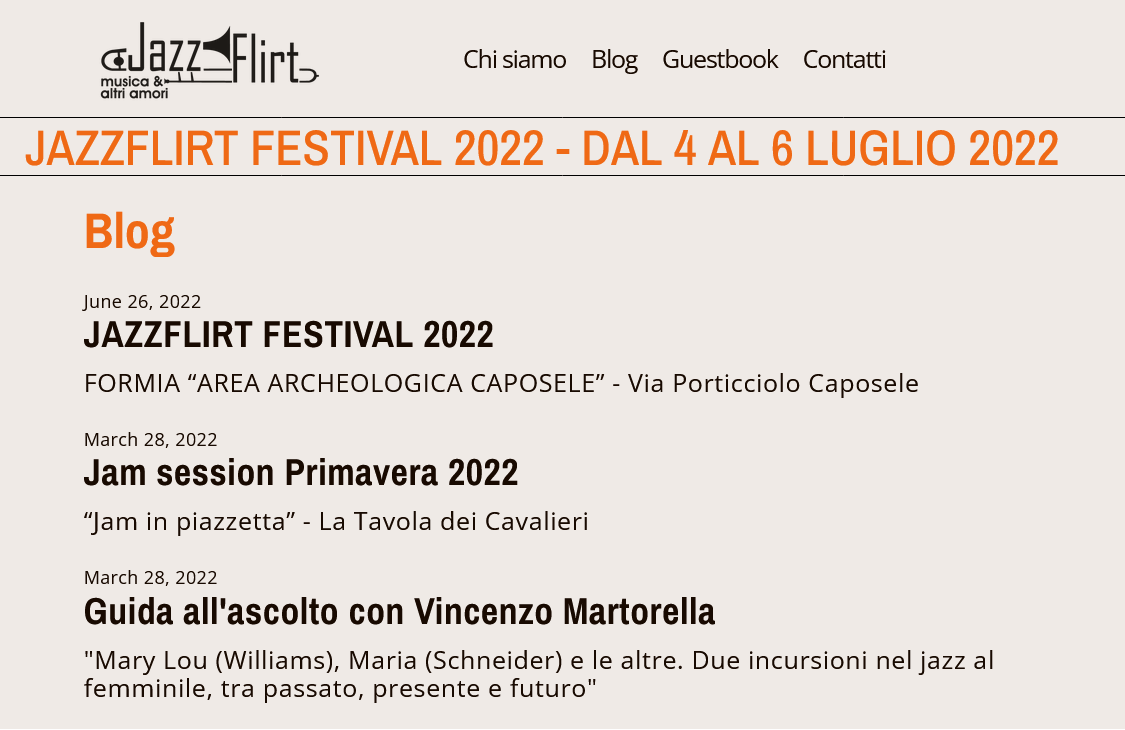 Jazz Flirt
musica &
altri amori
Chi siamo Blog Guestbook Contatti
JAZZFLIRT FESTIVAL 2022 - DAL 4 AL 6 LUGLIO 2022
Blog
June 26, 2022
JAZZFLIRT FESTIVAL 2022
FORMIA “AREA ARCHEOLOGICA CAPOSELE” - Via Porticciolo Caposele
March 28, 2022
Jam session Primavera 2022
“Jam in piazzetta” - La Tavola dei Cavalieri
March 28, 2022
Guida all'ascolto con Vincenzo Martorella
"Mary Lou (Williams), Maria (Schneider) e le altre. Due incursioni nel jazz al
femminile, tra passato, presente e futuro"